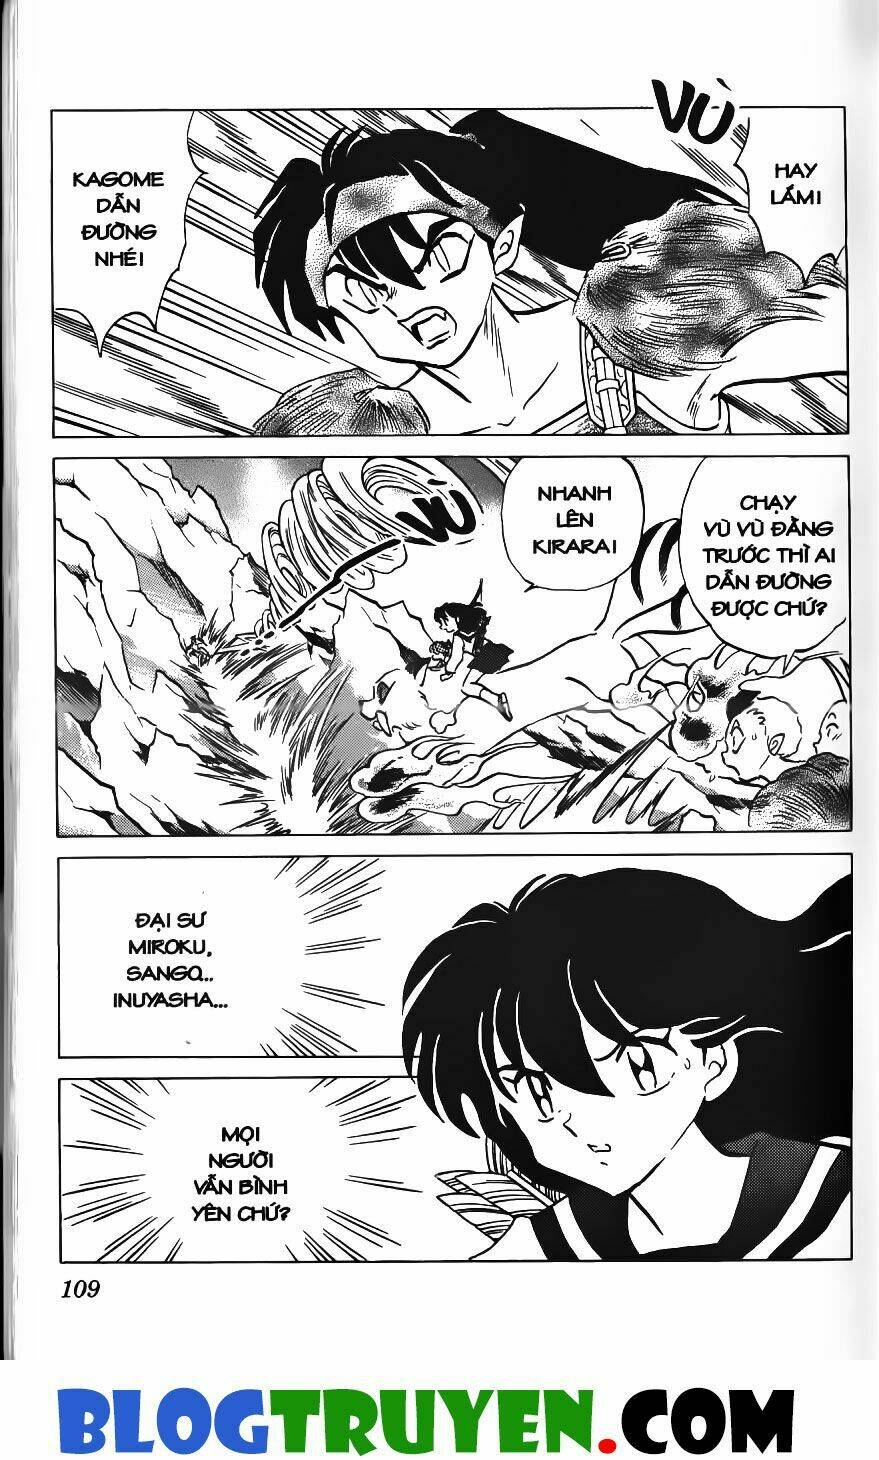 VÙ
HAY
LẮM!
KAGOME
DẪN
ĐƯỜNG
NHÉ!
CHẠY
VÙ VÙ ĐẰNG
TRƯỚC THÌ AI
DẪN ĐƯỜNG
ĐƯỢC CHỨ?
NHANH
LÊN
KIRARA!
VÙ
ĐẠI SƯ
MIROKU,
SANGO...
INUYASHA...
MỌI
NGƯỜI
VẪN BÌNH
YÊN CHỨ?
109
BLOGTRUYEN.COM